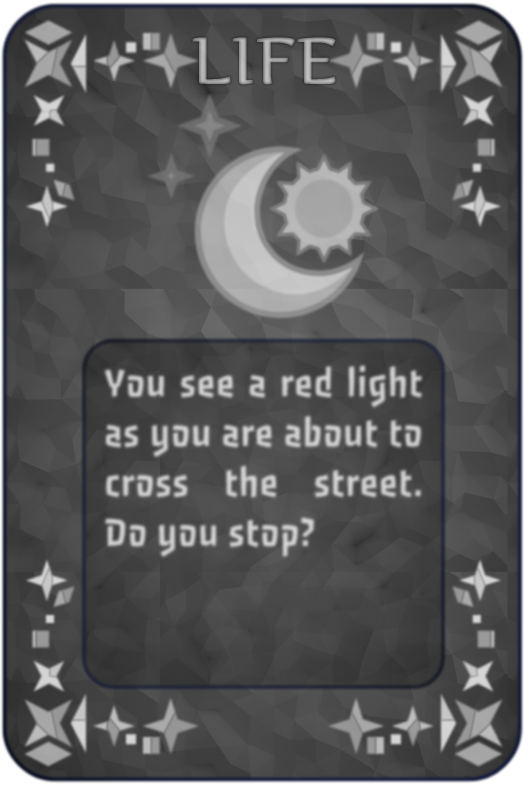 LIFE
You see a red light
as you are about to
cross the street.
Do you stop?